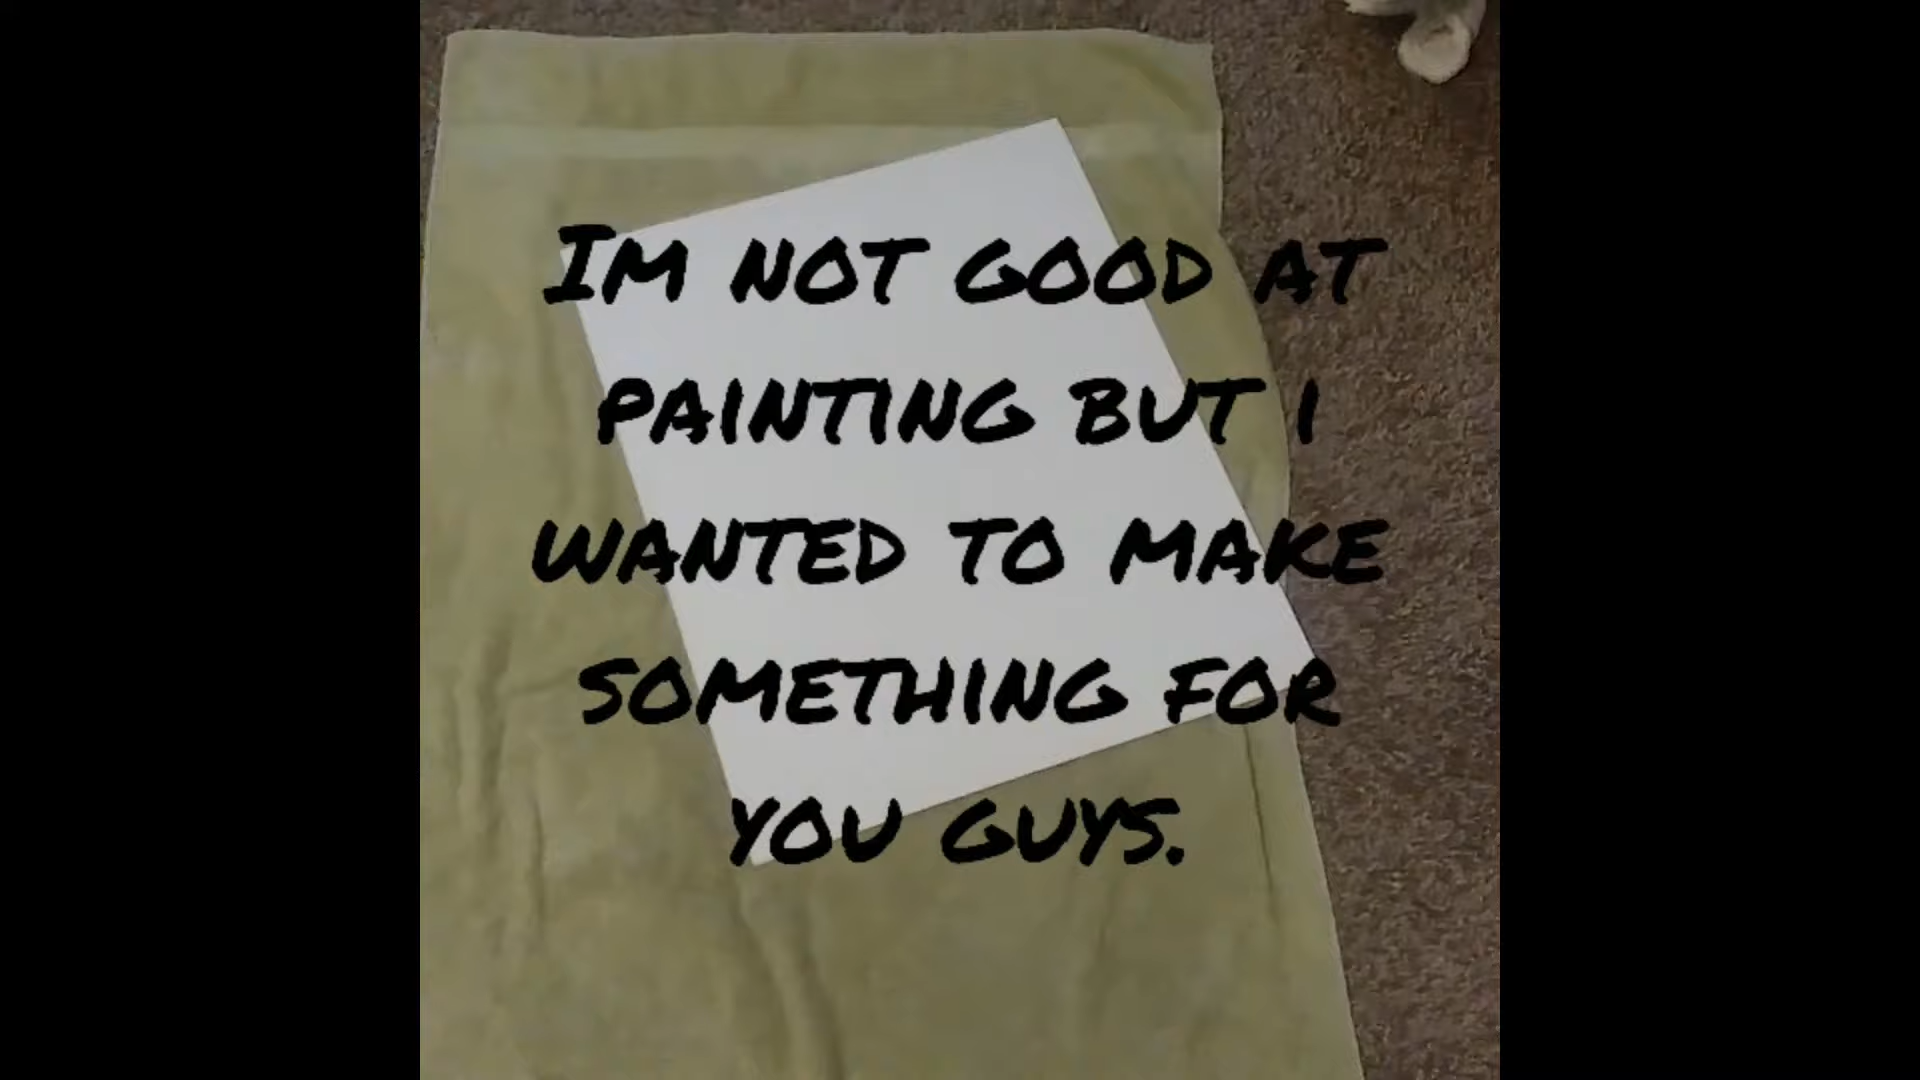 Im not good at
painting but i
wanted to make
something for
you guys.